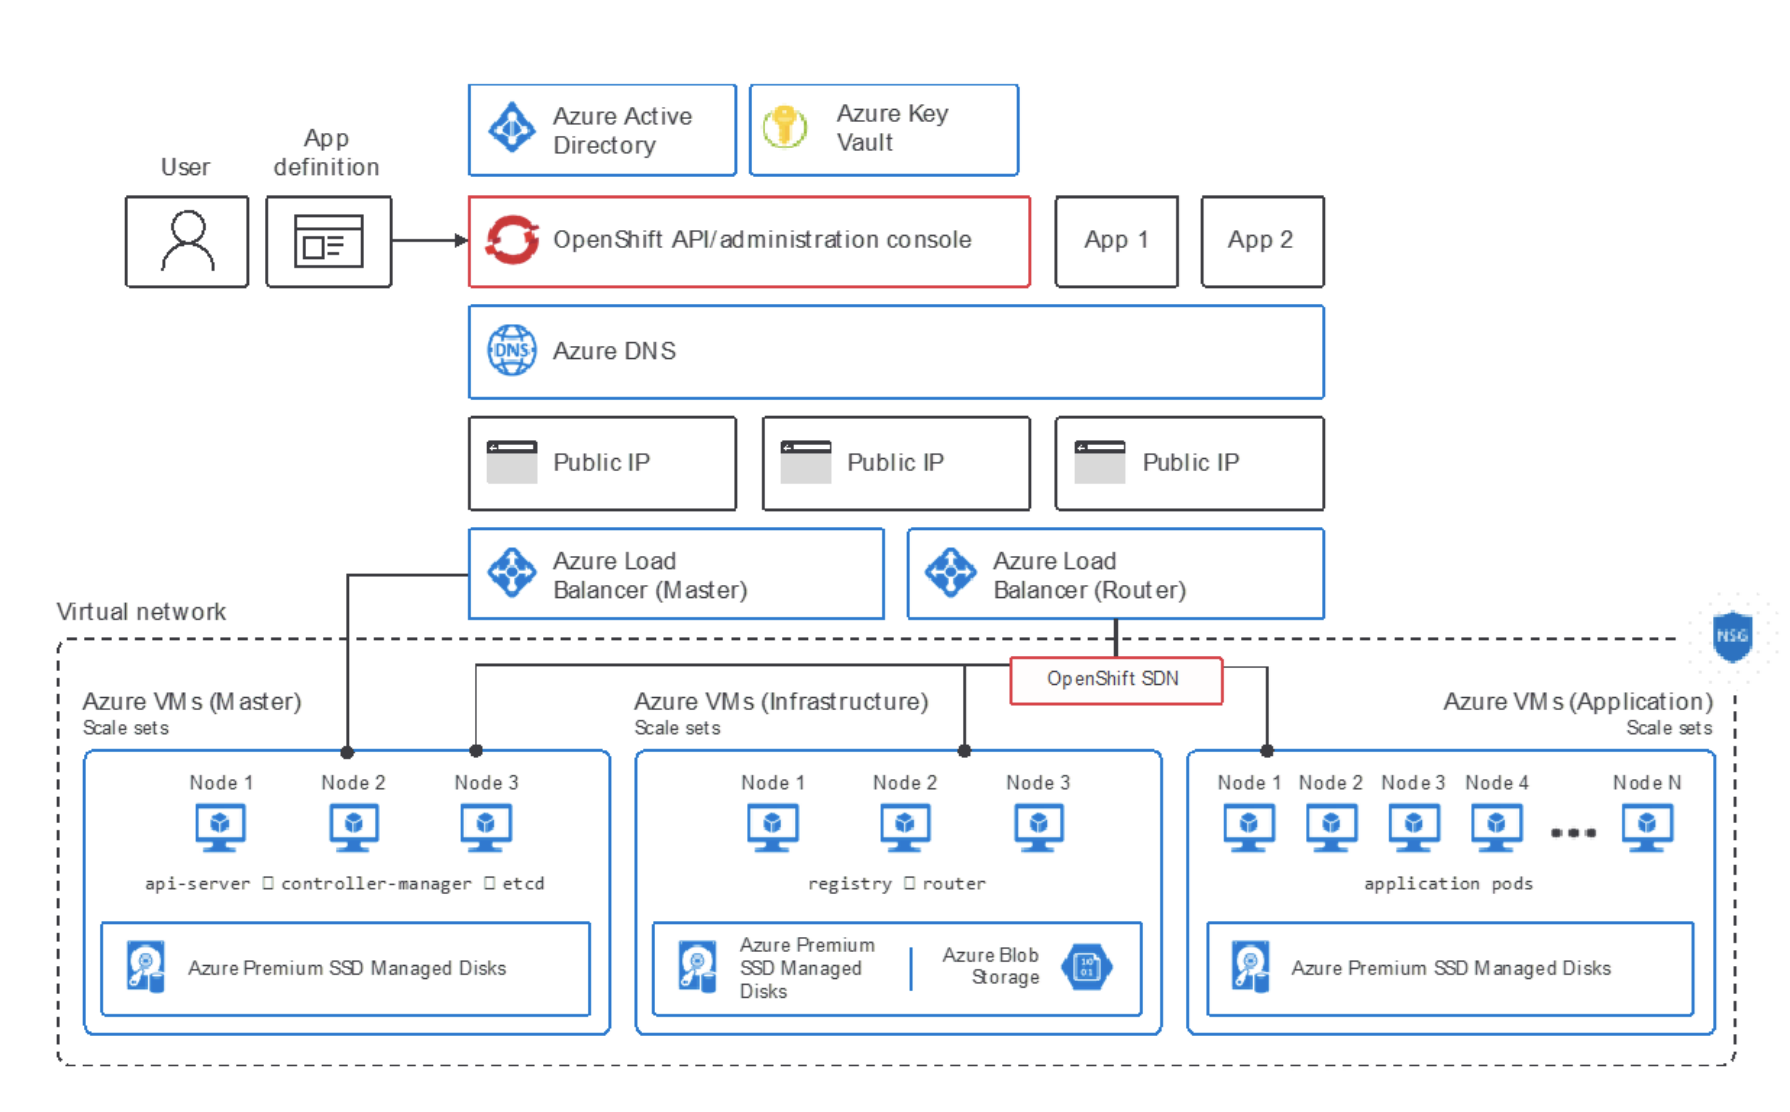 Azure Active
Directory
Azure Key
Vault
User
App
definition
OpenShift API/administration console
App 1
App 2
DNS
Azure DNS
Public IP
Public IP
Public IP
Azure Load
Balancer (Master)
Azure Load
Balancer (Router)
Virtual network
NSG
OpenShift SDN
Azure VMs (Master)
Scale sets
Node 1
Node 2
Node 3
api-server □ controller-manager □ etcd
Azure Premium SSD Managed Disks
Azure VMs (Infrastructure)
Scale sets
Node 1
Node 2
Node 3
registry □ router
Azure Premium
SSD Managed
Disks
Azure Blob
Storage
10
01
Azure VMs (Application)
Scale sets
Node 1
Node 2
Node 3
Node 4
Node N
application pods
Azure Premium SSD Managed Disks